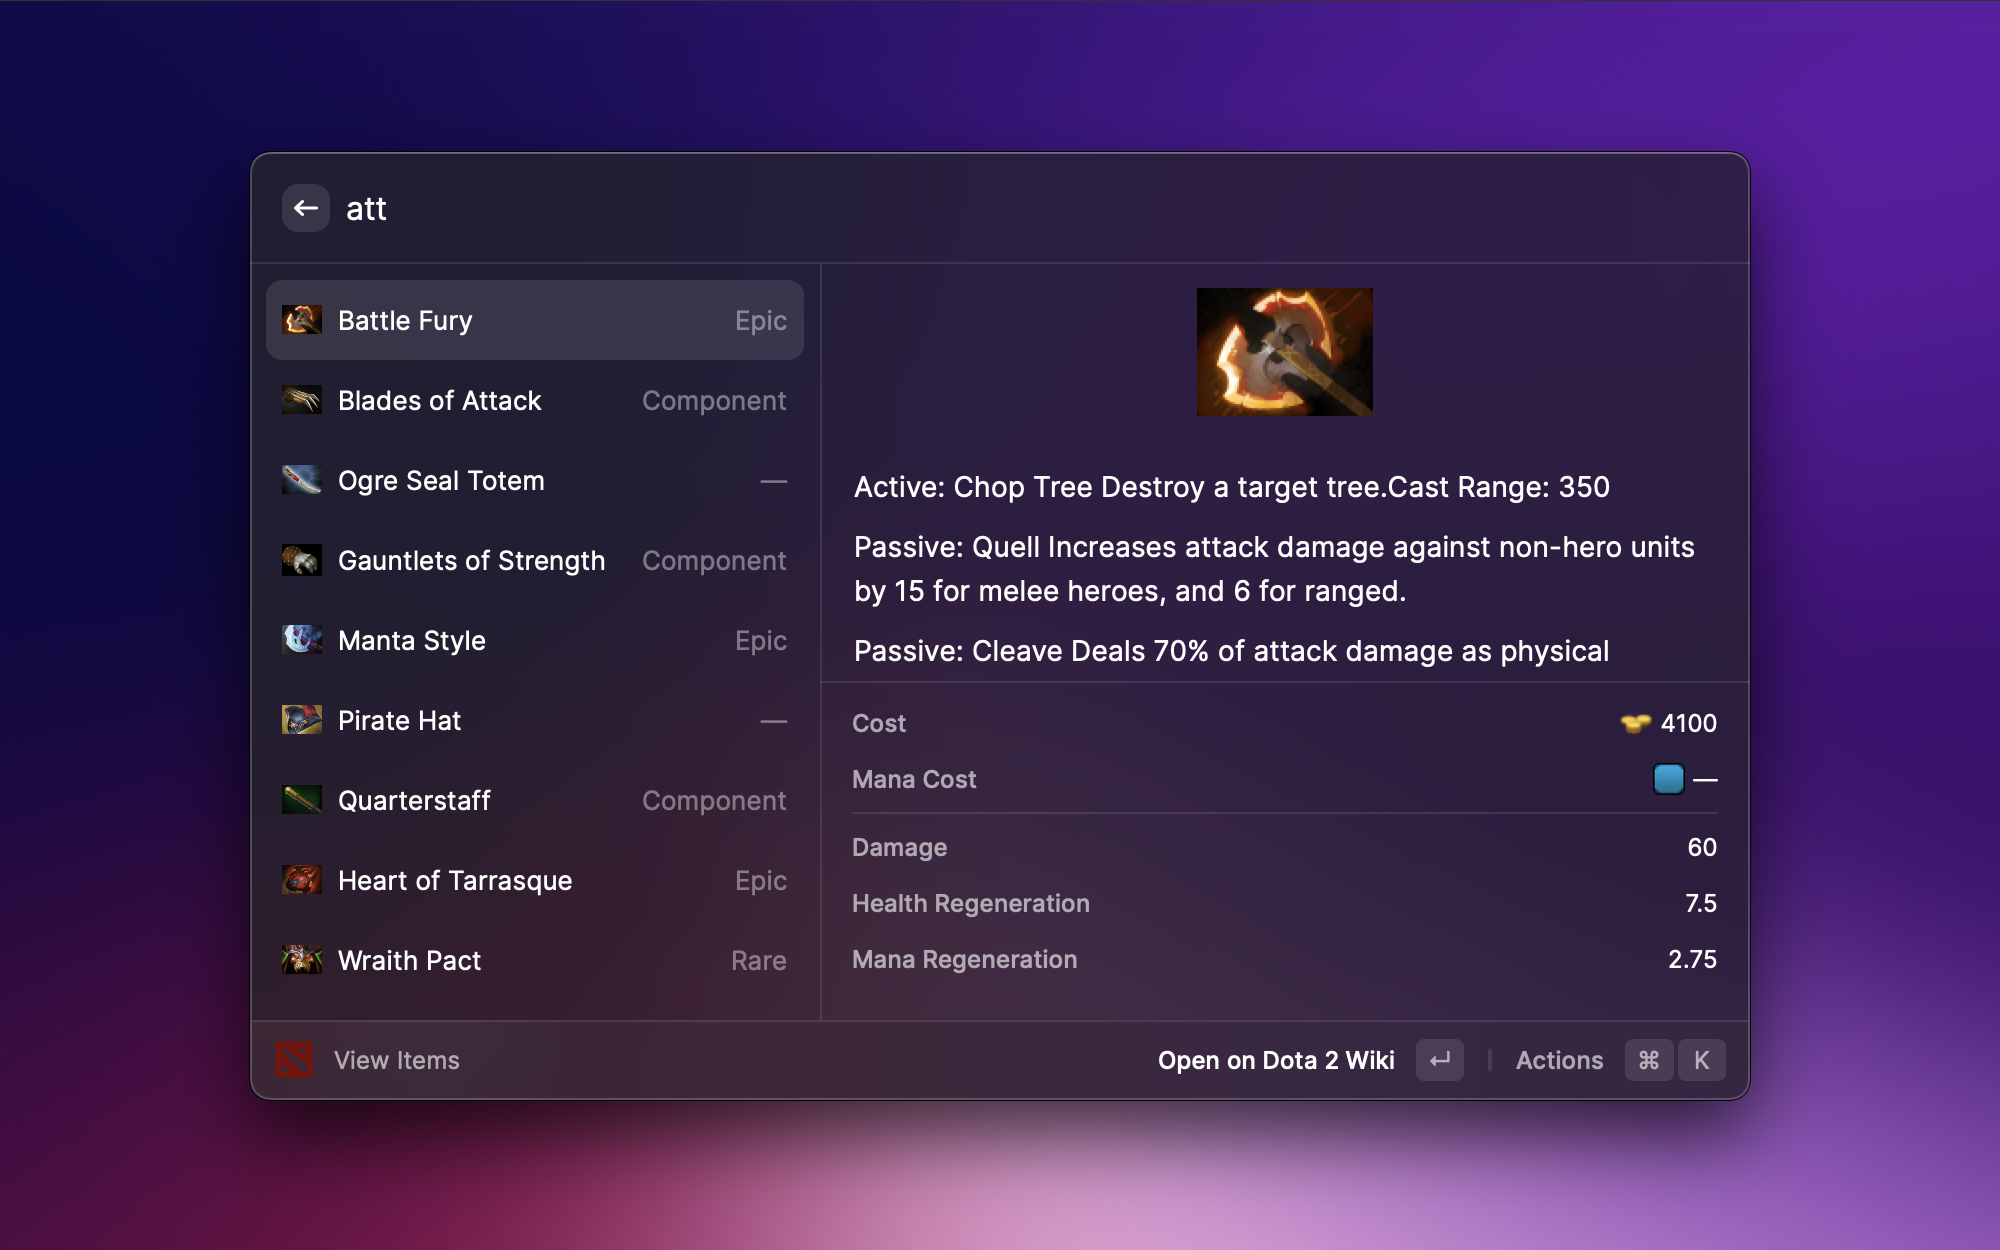 att
Battle Fury Epic
Blades of Attack Component
Ogre Seal Totem —
Gauntlets of Strength Component
Manta Style Epic
Pirate Hat —
Quarterstaff Component
Heart of Tarrasque Epic
Wraith Pact Rare
Active: Chop Tree Destroy a target tree.Cast Range: 350
Passive: Quell Increases attack damage against non-hero units
by 15 for melee heroes, and 6 for ranged.
Passive: Cleave Deals 70% of attack damage as physical
Cost 4100
Mana Cost —
Damage 60
Health Regeneration 7.5
Mana Regeneration 2.75
View Items
Open on Dota 2 Wiki ↵ Actions ⌘ K